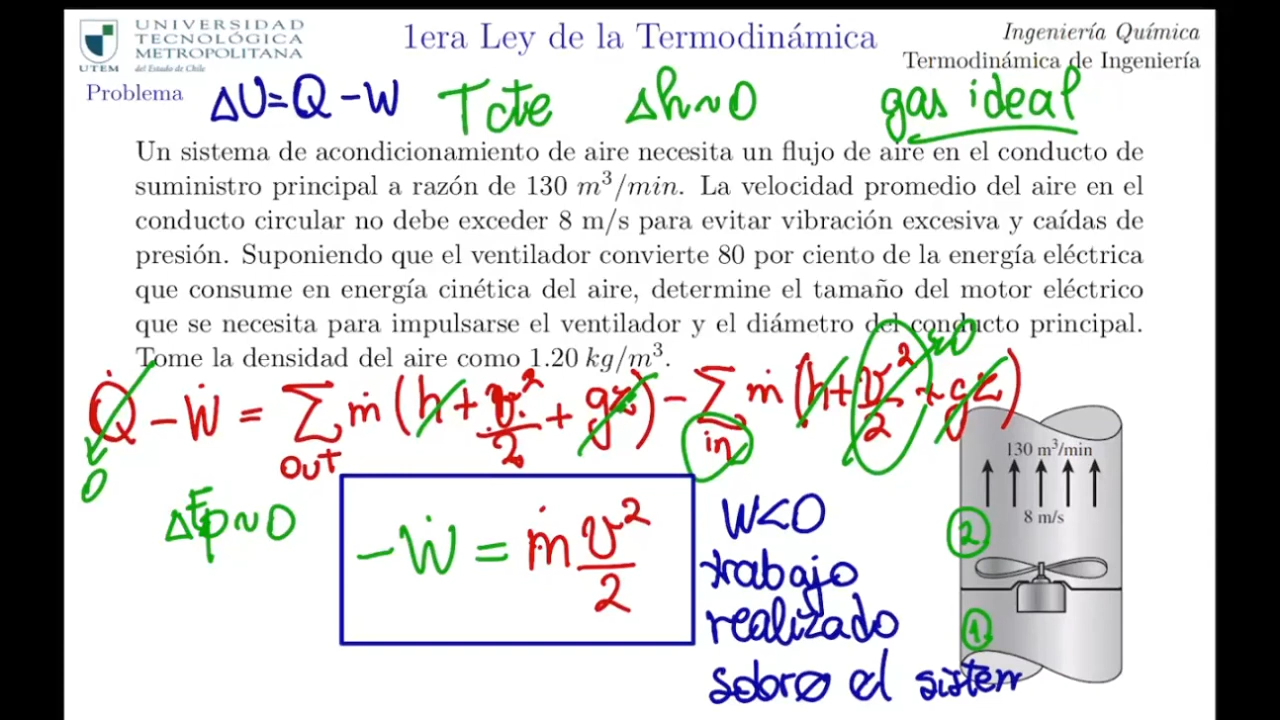 UNIVERSIDAD
TECNOLÓGICA
METROPOLITANA
UTEM del Estado de Chile
1era Ley de la Termodinámica
Ingeniería Química
Termodinámica de Ingeniería
Problema
ΔU=Q-W
Tcte
Δh~0
gas ideal
Un sistema de acondicionamiento de aire necesita un flujo de aire en el conducto de
suministro principal a razón de 130 m³/min. La velocidad promedio del aire en el
conducto circular no debe exceder 8 m/s para evitar vibración excesiva y caídas de
presión. Suponiendo que el ventilador convierte 80 por ciento de la energía eléctrica
que consume en energía cinética del aire, determine el tamaño del motor eléctrico
que se necesita para impulsarse el ventilador y el diámetro del conducto principal.
Tome la densidad del aire como 1.20 kg/m³.
Q̇ - Ẇ = Σ out ṁ (h + v²/2 + gz) - Σ in ṁ (h + v²/2 + gz)
≈0
0
ΔEp~0
-Ẇ = ṁ v²/2
W<0
trabajo
realizado
sobre el sistem
130 m³/min
8 m/s
2
1